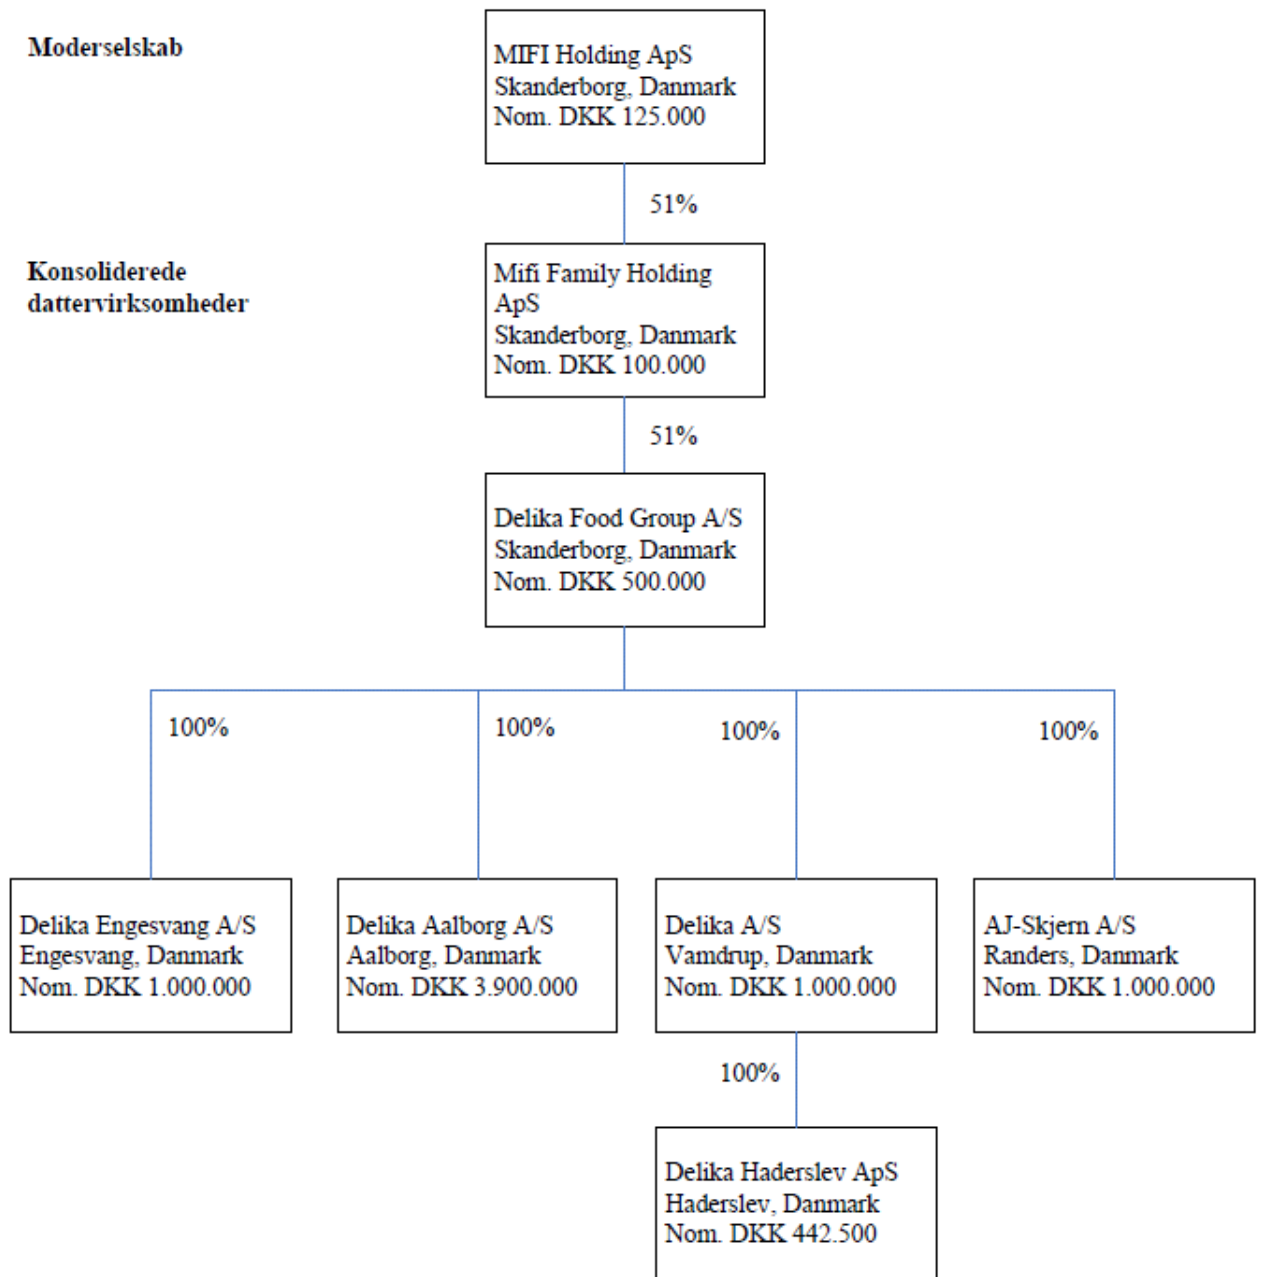 Moderselskab
MIFI Holding ApS
Skanderborg, Danmark
Nom. DKK 125.000
51%
Konsoliderede
dattervirksomheder
Mifi Family Holding
ApS
Skanderborg, Danmark
Nom. DKK 100.000
51%
Delika Food Group A/S
Skanderborg, Danmark
Nom. DKK 500.000
100%
100%
100%
100%
Delika Engesvang A/S
Engesvang, Danmark
Nom. DKK 1.000.000
Delika Aalborg A/S
Aalborg, Danmark
Nom. DKK 3.900.000
Delika A/S
Vamdrup, Danmark
Nom. DKK 1.000.000
AJ-Skjern A/S
Randers, Danmark
Nom. DKK 1.000.000
100%
Delika Haderslev ApS
Haderslev, Danmark
Nom. DKK 442.500